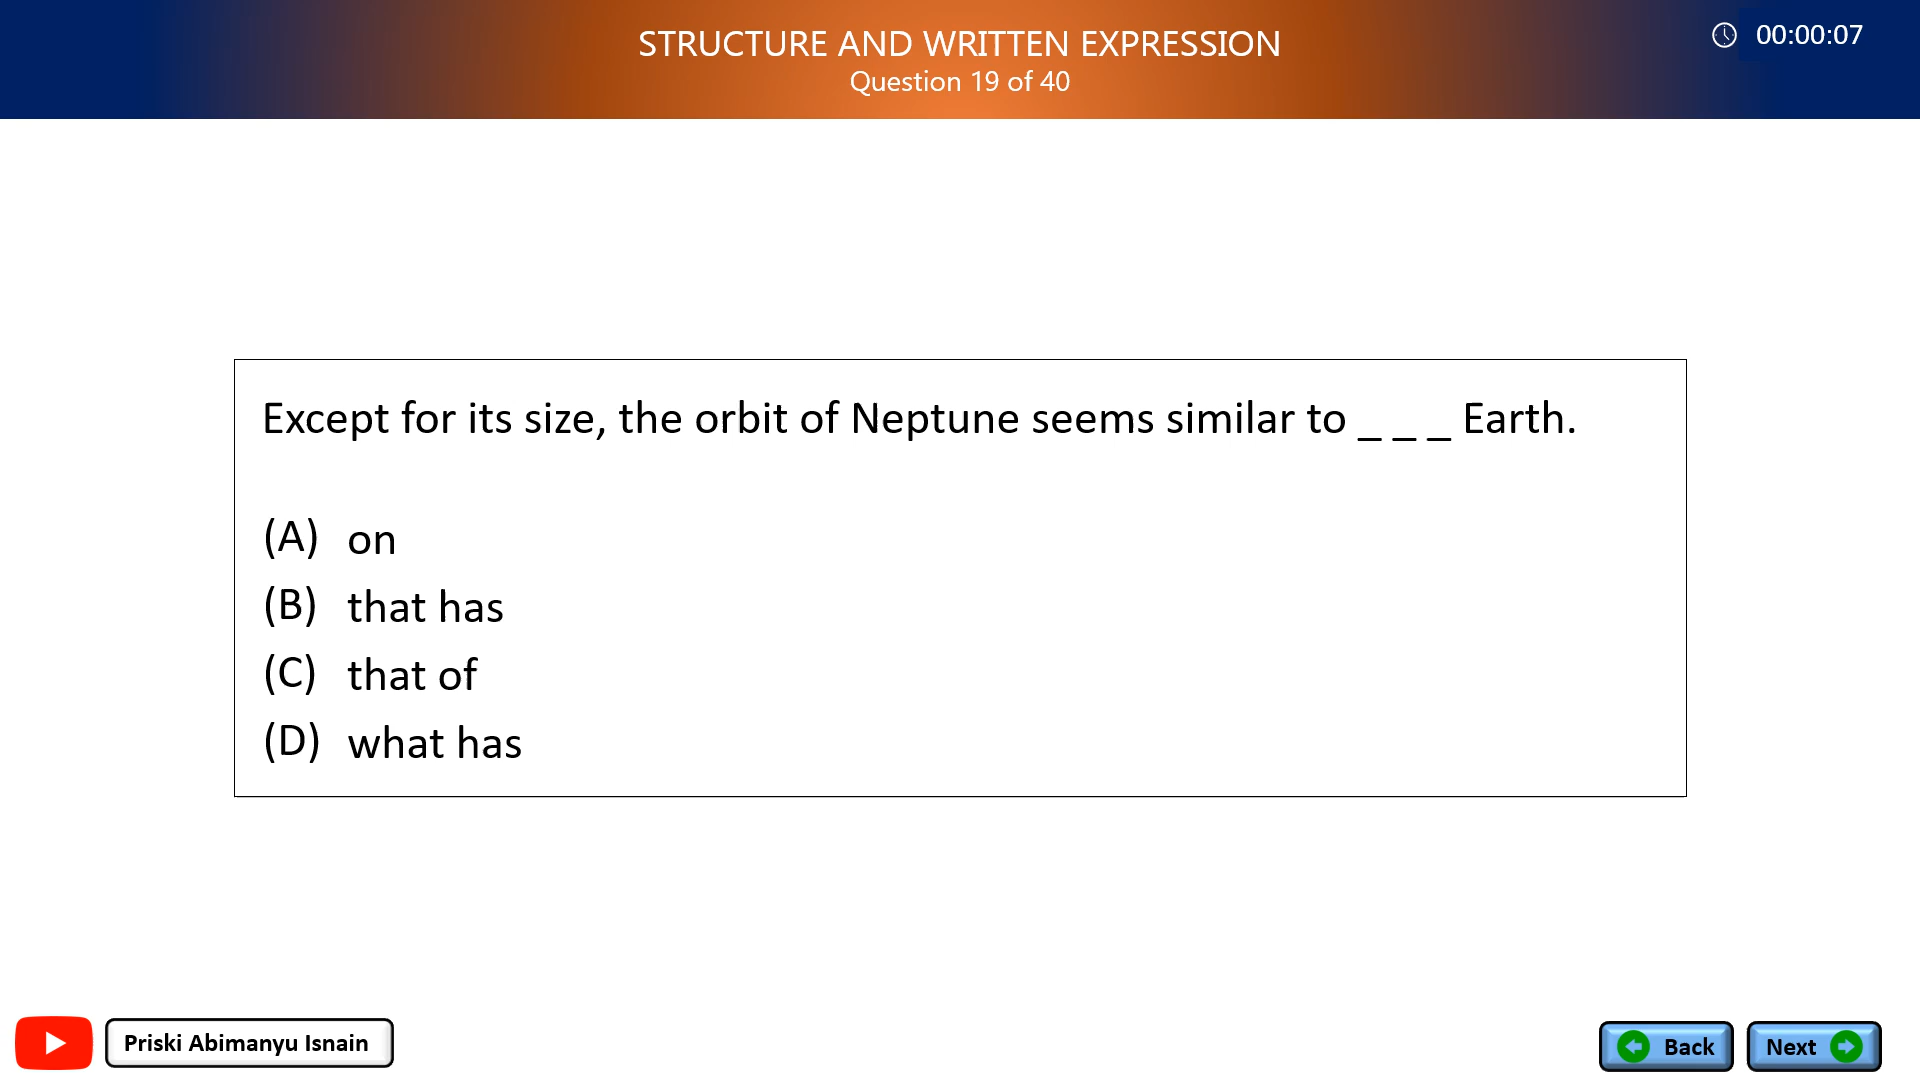 STRUCTURE AND WRITTEN EXPRESSION
Question 19 of 40
00:00:07
Except for its size, the orbit of Neptune seems similar to _ _ _ Earth.
(A) on
(B) that has
(C) that of
(D) what has
Priski Abimanyu Isnain
Back
Next